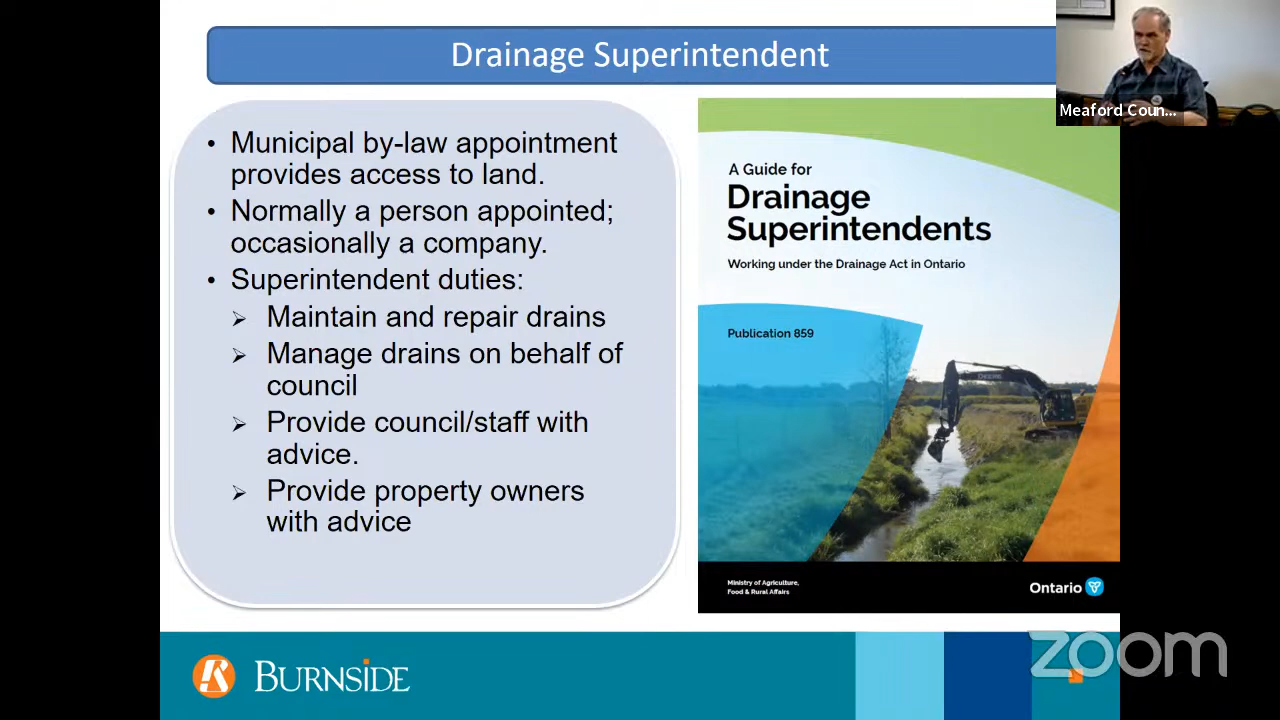 Drainage Superintendent
Meaford Coun...
• Municipal by-law appointment
provides access to land.
• Normally a person appointed;
occasionally a company.
• Superintendent duties:
➢ Maintain and repair drains
➢ Manage drains on behalf of
council
➢ Provide council/staff with
advice.
➢ Provide property owners
with advice
A Guide for
Drainage
Superintendents
Working under the Drainage Act in Ontario
Publication 859
Ministry of Agriculture,
Food & Rural Affairs
Ontario
BURNSIDE
zoom